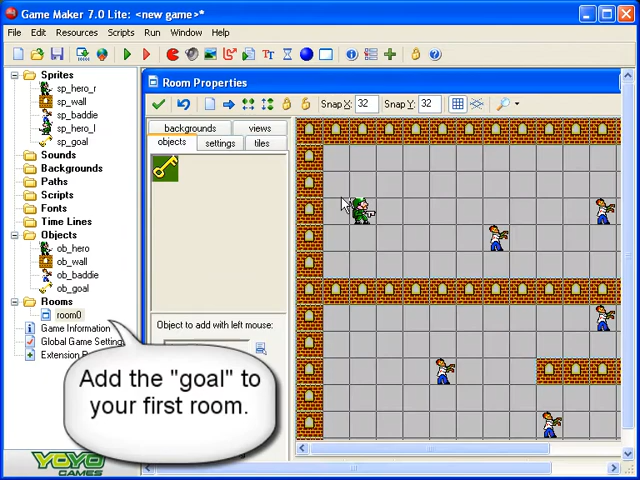 Game Maker 7.0 Lite: <new game>*
File Edit Resources Scripts Run Window Help
Room Properties
Snap X: 32 Snap Y: 32
backgrounds views
objects settings tiles
Object to add with left mouse:
Sprites
sp_hero_r
sp_wall
sp_baddie
sp_hero_l
sp_goal
Sounds
Backgrounds
Paths
Scripts
Fonts
Time Lines
Objects
ob_hero
ob_wall
ob_baddie
ob_goal
Rooms
room0
Game Information
Global Game Setting
Extension
Add the "goal" to
your first room.
YOYO
GAMES